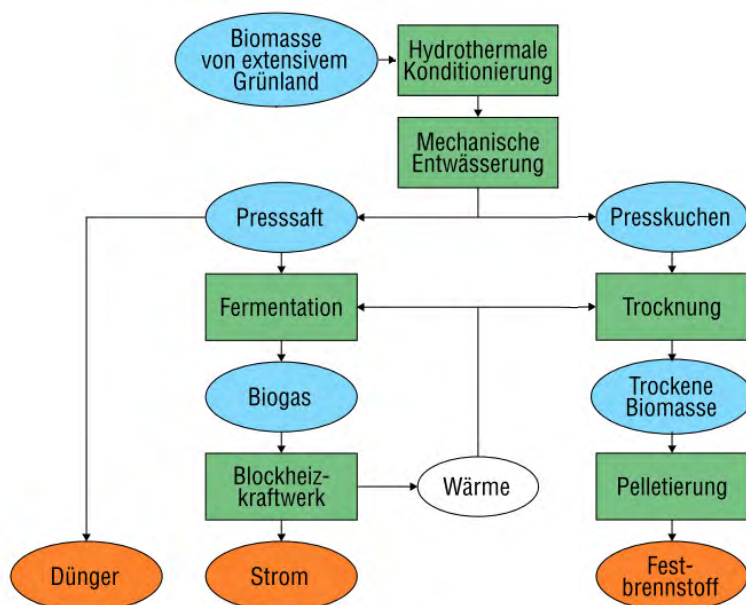 Biomasse
von extensivem
Grünland
Hydrothermale
Konditionierung
Mechanische
Entwässerung
Presssaft
Presskuchen
Fermentation
Trocknung
Biogas
Trockene
Biomasse
Blockheiz-
kraftwerk
Wärme
Pelletierung
Dünger
Strom
Fest-
brennstoff